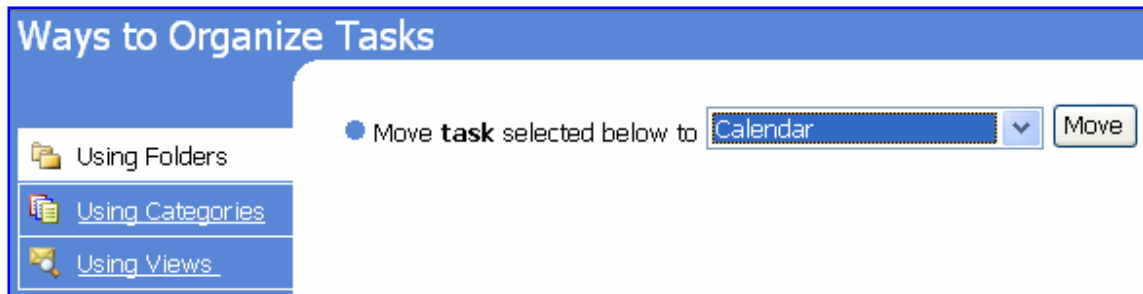 Ways to Organize Tasks
Move task selected below to Calendar Move
Using Folders
Using Categories
Using Views